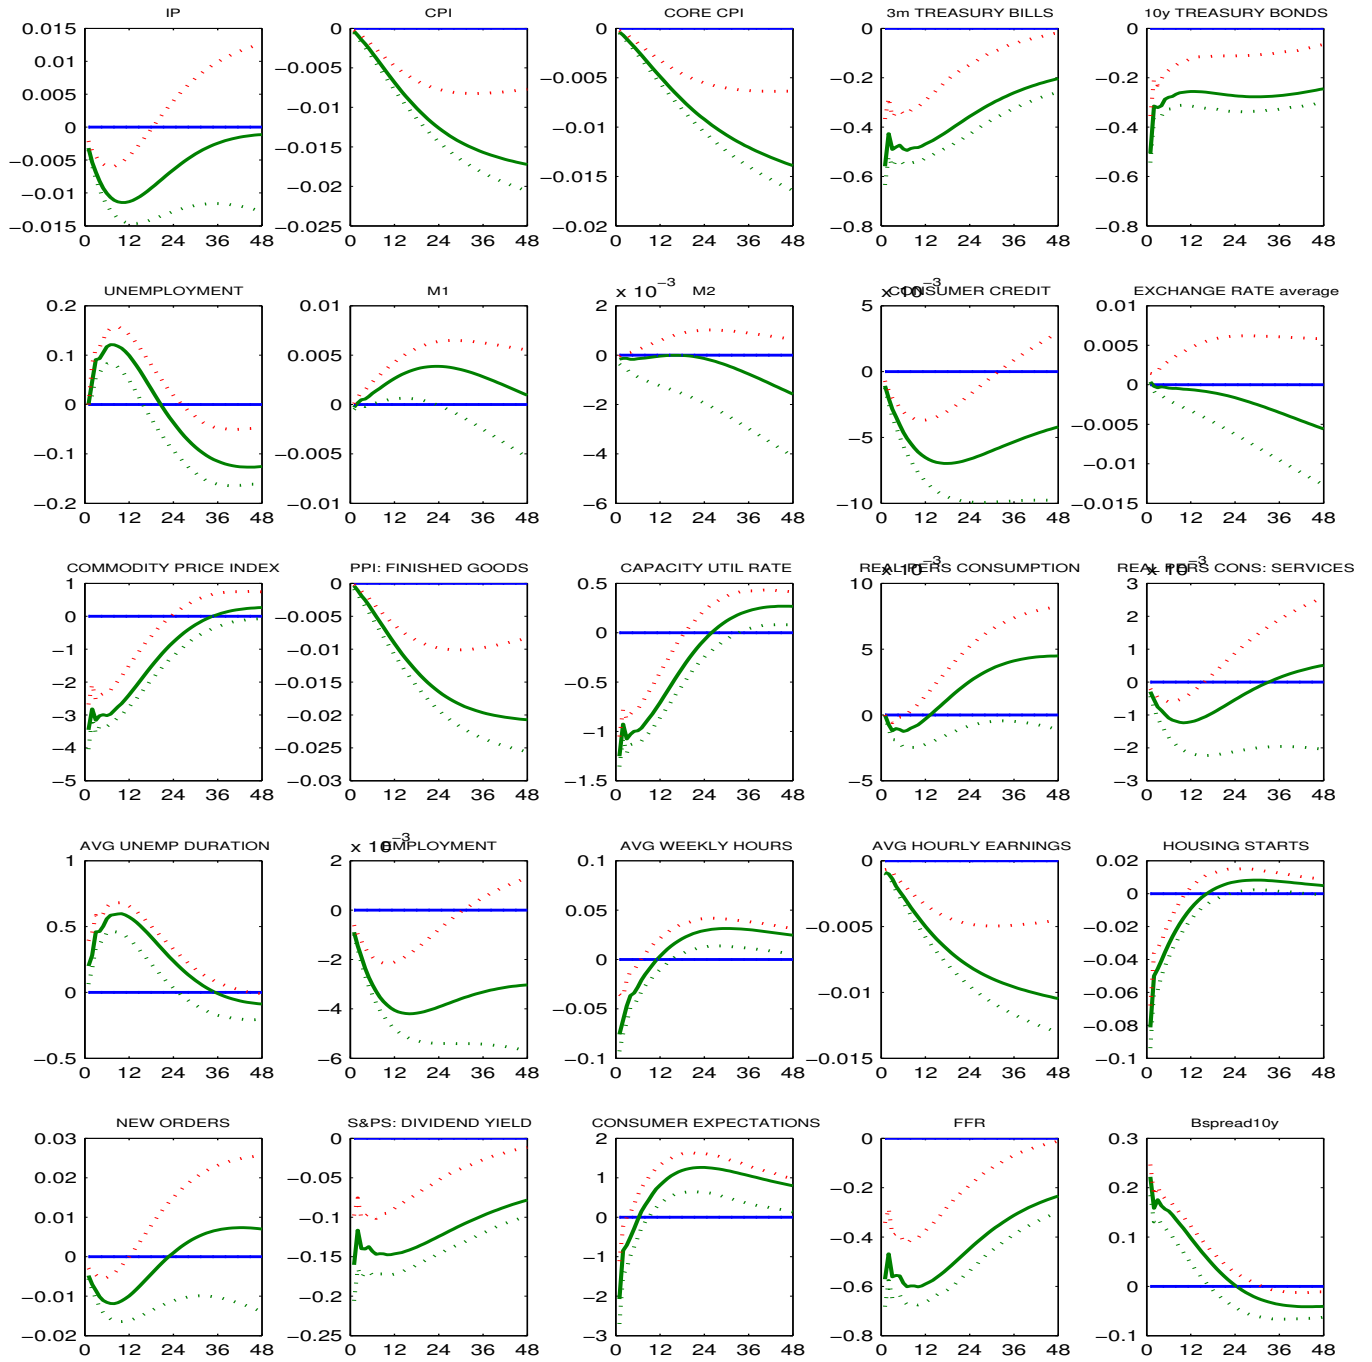 IP
0.015
0.01
0.005
0
−0.005
−0.01
−0.015
0 12 24 36 48
CPI
0
−0.005
−0.01
−0.015
−0.02
−0.025
0 12 24 36 48
CORE CPI
0
−0.005
−0.01
−0.015
−0.02
0 12 24 36 48
3m TREASURY BILLS
0
−0.2
−0.4
−0.6
−0.8
0 12 24 36 48
10y TREASURY BONDS
0
−0.2
−0.4
−0.6
−0.8
0 12 24 36 48
UNEMPLOYMENT
0.2
0.1
0
−0.1
−0.2
0 12 24 36 48
M1
0.01
0.005
0
−0.005
−0.01
0 12 24 36 48
x 10−3
M2
2
0
−2
−4
−6
0 12 24 36 48
x 10−3
CONSUMER CREDIT
5
0
−5
−10
0 12 24 36 48
EXCHANGE RATE average
0.01
0.005
0
−0.005
−0.01
−0.015
0 12 24 36 48
COMMODITY PRICE INDEX
1
0
−1
−2
−3
−4
−5
0 12 24 36 48
PPI: FINISHED GOODS
0
−0.005
−0.01
−0.015
−0.02
−0.025
−0.03
0 12 24 36 48
CAPACITY UTIL RATE
0.5
0
−0.5
−1
−1.5
0 12 24 36 48
x 10−3
REAL PERS CONSUMPTION
10
5
0
−5
0 12 24 36 48
x 10−3
REAL PERS CONS: SERVICES
3
2
1
0
−1
−2
−3
0 12 24 36 48
AVG UNEMP DURATION
1
0.5
0
−0.5
0 12 24 36 48
x 10−3
EMPLOYMENT
2
0
−2
−4
−6
0 12 24 36 48
AVG WEEKLY HOURS
0.1
0.05
0
−0.05
−0.1
0 12 24 36 48
AVG HOURLY EARNINGS
0
−0.005
−0.01
−0.015
0 12 24 36 48
HOUSING STARTS
0.02
0
−0.02
−0.04
−0.06
−0.08
−0.1
0 12 24 36 48
NEW ORDERS
0.03
0.02
0.01
0
−0.01
−0.02
0 12 24 36 48
S&PS: DIVIDEND YIELD
0
−0.05
−0.1
−0.15
−0.2
−0.25
0 12 24 36 48
CONSUMER EXPECTATIONS
2
1
0
−1
−2
−3
0 12 24 36 48
FFR
0
−0.2
−0.4
−0.6
−0.8
0 12 24 36 48
Bspread10y
0.3
0.2
0.1
0
−0.1
0 12 24 36 48